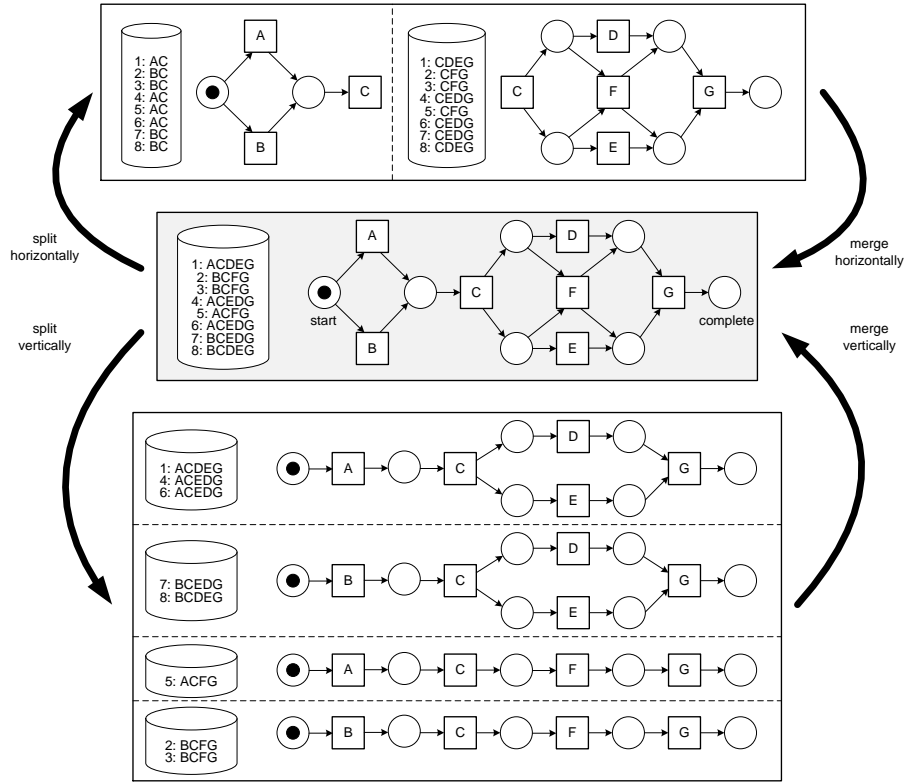 1: AC
2: BC
3: BC
4: AC
5: AC
6: AC
7: BC
8: BC
A
B
C
1: CDEG
2: CFG
3: CFG
4: CEDG
5: CFG
6: CEDG
7: CEDG
8: CDEG
C
D
F
E
G
split
horizontally
merge
horizontally
1: ACDEG
2: BCFG
3: BCFG
4: ACEDG
5: ACFG
6: ACEDG
7: BCEDG
8: BCDEG
start
A
B
C
D
F
E
G
complete
split
vertically
merge
vertically
1: ACDEG
4: ACEDG
6: ACEDG
A
C
D
E
G
7: BCEDG
8: BCDEG
B
C
D
E
G
5: ACFG
A
C
F
G
2: BCFG
3: BCFG
B
C
F
G